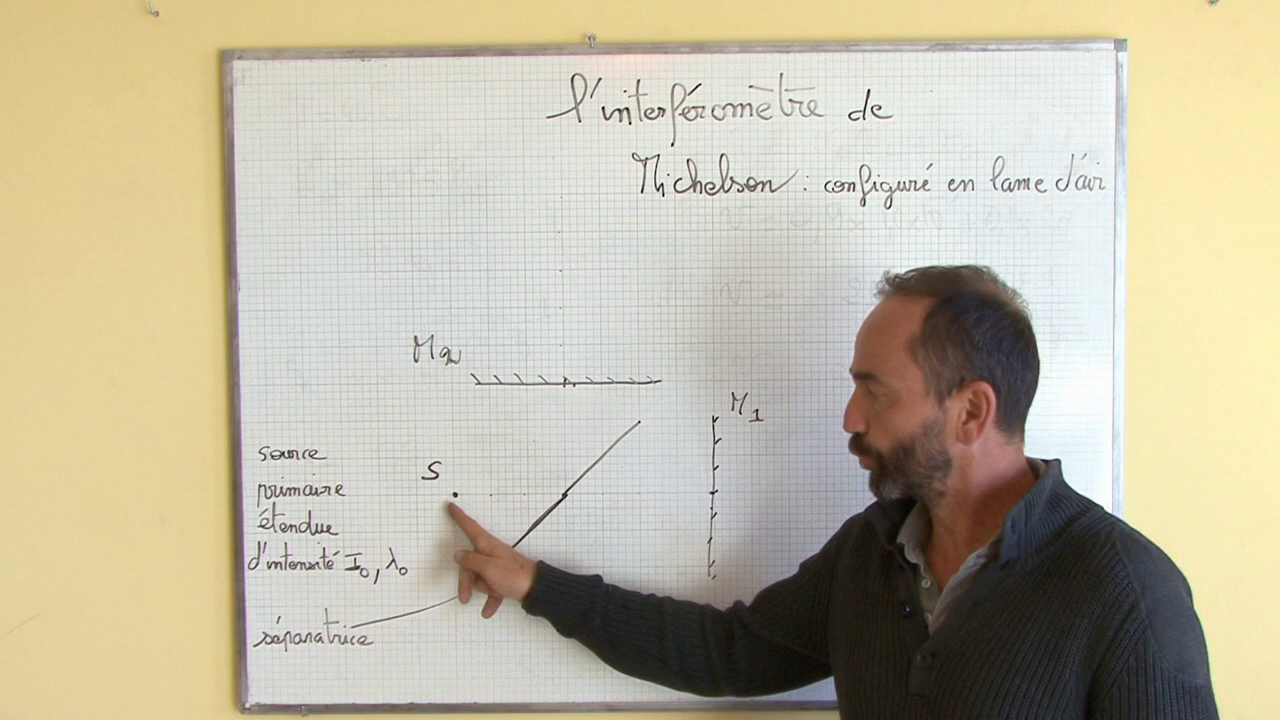 l'interféromètre de
Michelson : configuré en lame d'air
M2
M1
S
source
primaire
étendue
d'intensité I0, λ0
séparatrice